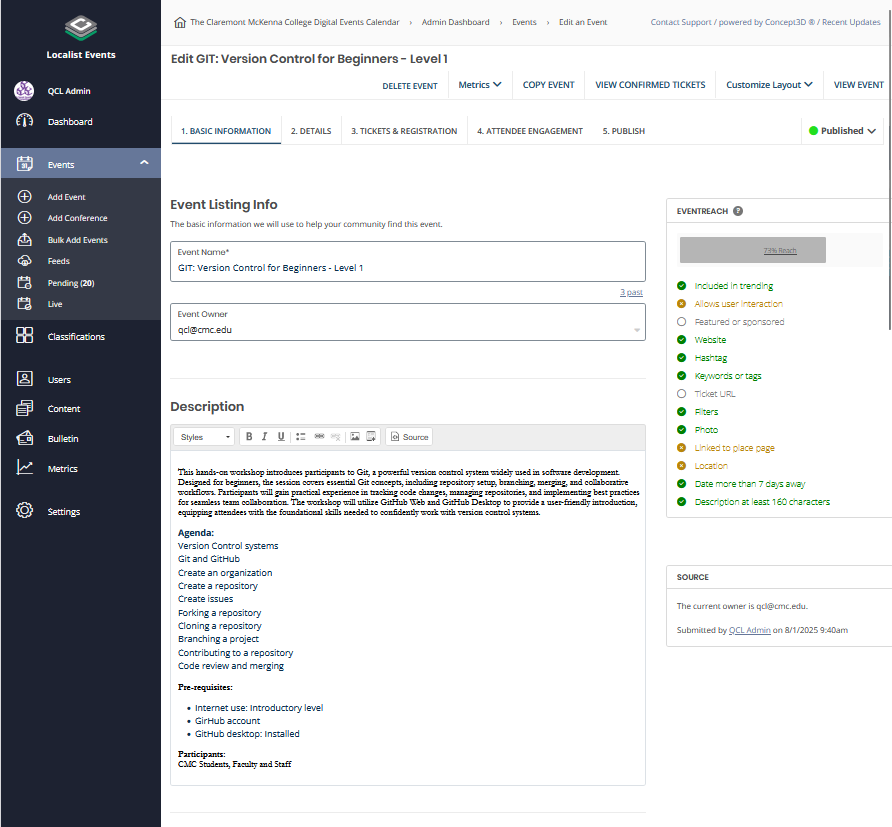 Localist Events
QCL Admin
Dashboard
31 Events
Add Event
Add Conference
Bulk Add Events
Feeds
Pending (20)
Live
Classifications
Users
Content
Bulletin
Metrics
Settings
The Claremont McKenna College Digital Events Calendar › Admin Dashboard › Events › Edit an Event
Contact Support / powered by Concept3D ® / Recent Updates
Edit GIT: Version Control for Beginners - Level 1
DELETE EVENT Metrics COPY EVENT VIEW CONFIRMED TICKETS Customize Layout VIEW EVENT
1. BASIC INFORMATION 2. DETAILS 3. TICKETS & REGISTRATION 4. ATTENDEE ENGAGEMENT 5. PUBLISH Published
Event Listing Info
The basic information we will use to help your community find this event.
Event Name*
GIT: Version Control for Beginners - Level 1
3 past
Event Owner
qcl@cmc.edu
Description
Styles B I U Source
This hands-on workshop introduces participants to Git, a powerful version control system widely used in software development.
Designed for beginners, the session covers essential Git concepts, including repository setup, branching, merging, and collaborative
workflows. Participants will gain practical experience in tracking code changes, managing repositories, and implementing best practices
for seamless team collaboration. The workshop will utilize GitHub Web and GitHub Desktop to provide a user-friendly introduction,
equipping attendees with the foundational skills needed to confidently work with version control systems.
Agenda:
Version Control systems
Git and GitHub
Create an organization
Create a repository
Create issues
Forking a repository
Cloning a repository
Branching a project
Contributing to a repository
Code review and merging
Pre-requisites:
• Internet use: Introductory level
• GirHub account
• GitHub desktop: Installed
Participants:
CMC Students, Faculty and Staff
EVENTREACH ?
73% Reach
Included in trending
Allows user interaction
Featured or sponsored
Website
Hashtag
Keywords or tags
Ticket URL
Filters
Photo
Linked to place page
Location
Date more than 7 days away
Description at least 160 characters
SOURCE
The current owner is qcl@cmc.edu.
Submitted by QCL Admin on 8/1/2025 9:40am